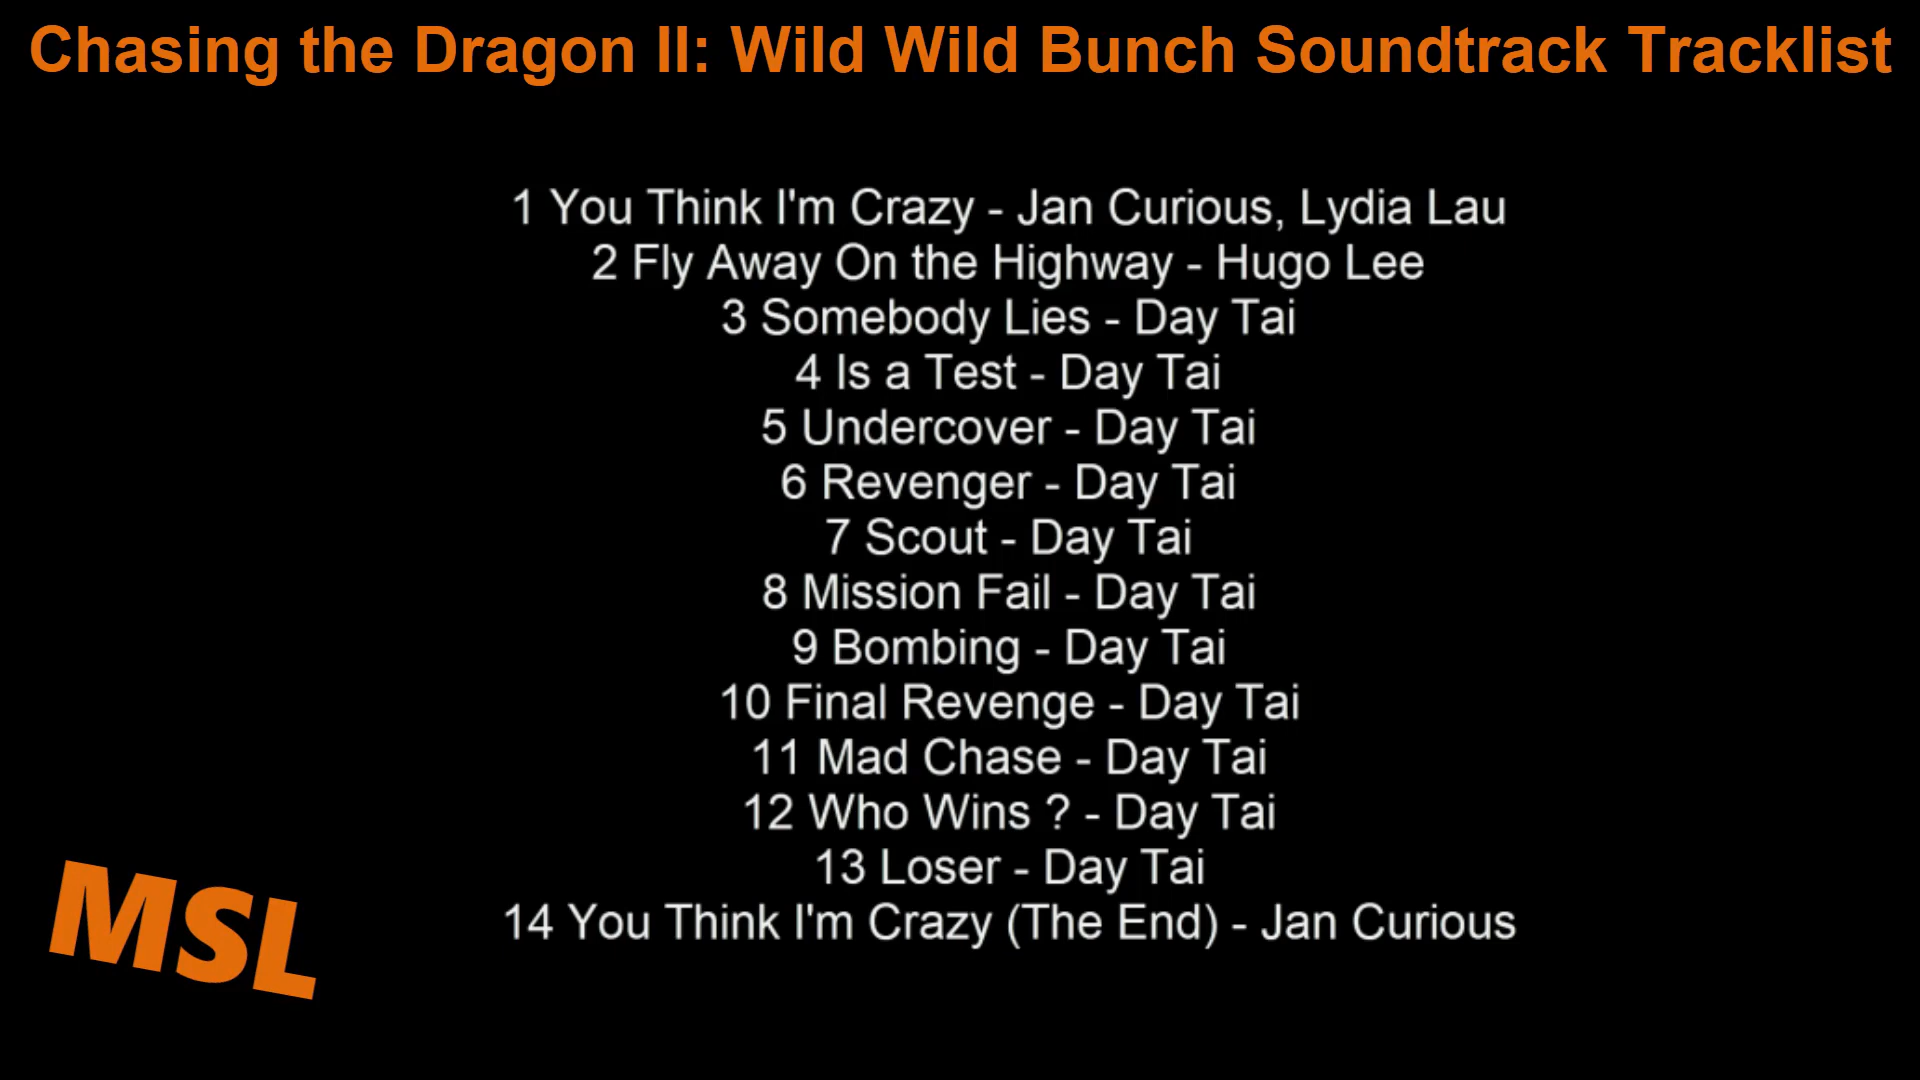 Chasing the Dragon II: Wild Wild Bunch Soundtrack Tracklist
1 You Think I'm Crazy - Jan Curious, Lydia Lau
2 Fly Away On the Highway - Hugo Lee
3 Somebody Lies - Day Tai
4 Is a Test - Day Tai
5 Undercover - Day Tai
6 Revenger - Day Tai
7 Scout - Day Tai
8 Mission Fail - Day Tai
9 Bombing - Day Tai
10 Final Revenge - Day Tai
11 Mad Chase - Day Tai
12 Who Wins ? - Day Tai
13 Loser - Day Tai
14 You Think I'm Crazy (The End) - Jan Curious
MSL